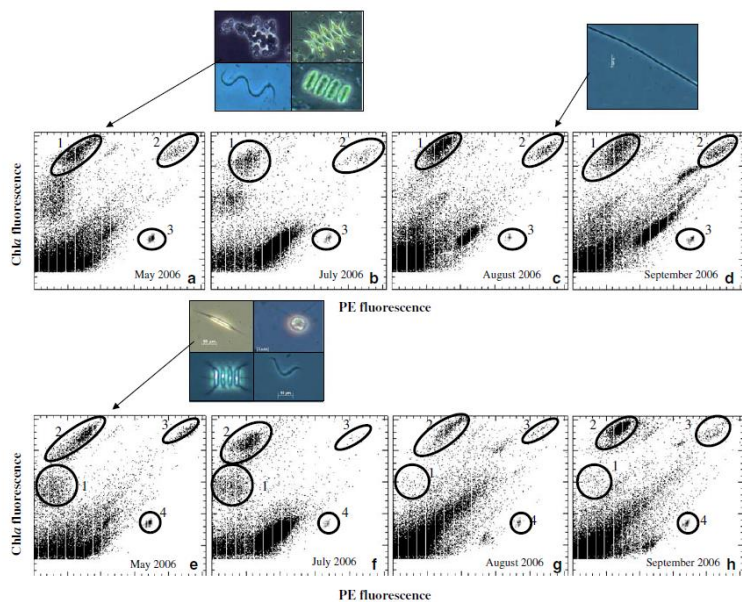 Chla fluorescence
1 2 3 May 2006 a
1 2 3 July 2006 b
1 2 3 August 2006 c
1 2 3 September 2006 d
PE fluorescence
Chla fluorescence
2 3 1 4 May 2006 e
2 3 1 4 July 2006 f
2 3 1 4 August 2006 g
2 3 1 4 September 2006 h
PE fluorescence